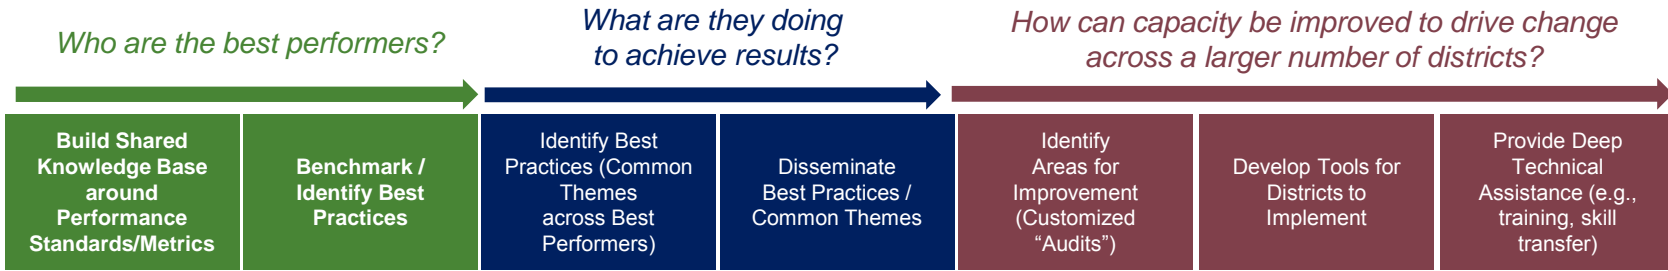 Who are the best performers?
What are they doing
to achieve results?
How can capacity be improved to drive change
across a larger number of districts?
Build Shared
Knowledge Base
around
Performance
Standards/Metrics
Benchmark /
Identify Best
Practices
Identify Best
Practices (Common
Themes
across Best
Performers)
Disseminate
Best Practices /
Common Themes
Identify
Areas for
Improvement
(Customized
“Audits”)
Develop Tools for
Districts to
Implement
Provide Deep
Technical
Assistance (e.g.,
training, skill
transfer)